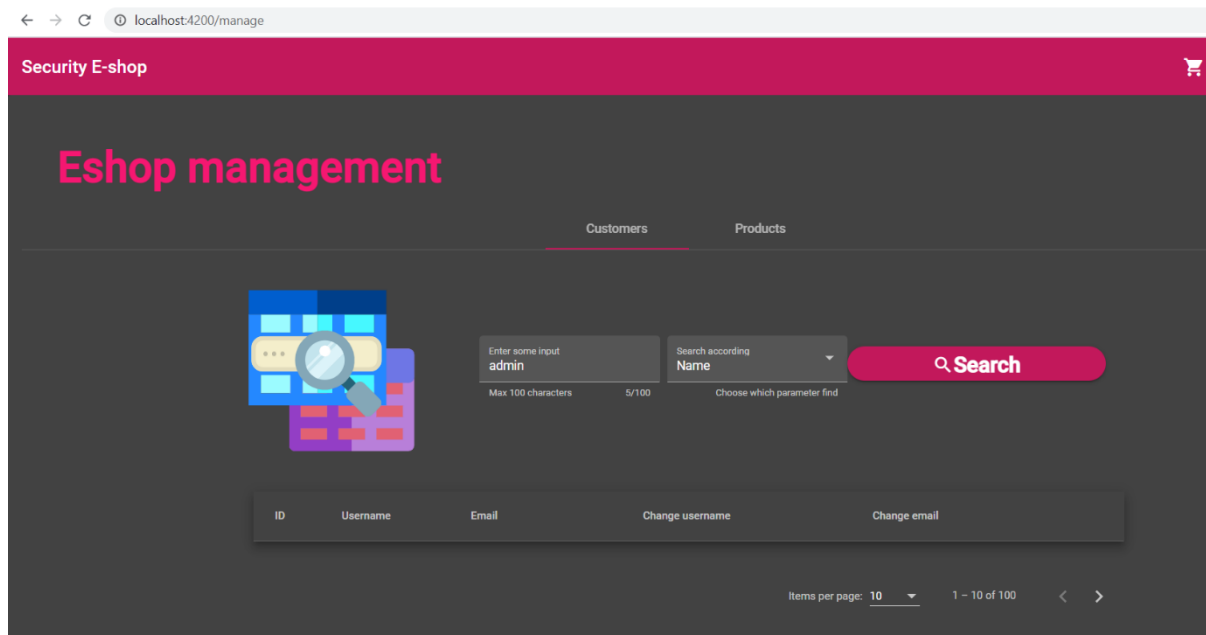 localhost:4200/manage
Security E-shop
Eshop management
Customers Products
Enter some input Search according
admin Name Search
Max 100 characters 5/100 Choose which parameter find
ID Username Email Change username Change email
Items per page: 10 1 – 10 of 100